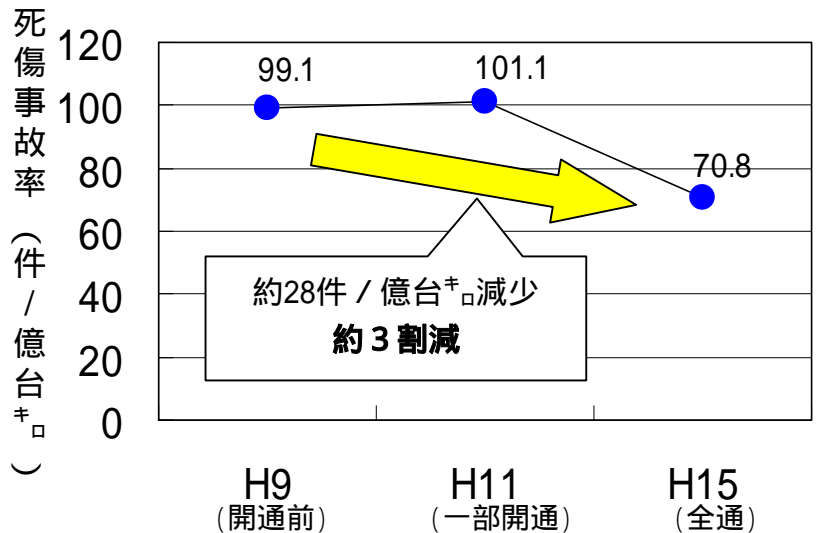 死傷事故率（件/億台㌔）
120
100
80
60
40
20
0
99.1
101.1
70.8
約28件／億台㌔減少
約３割減
H9
（開通前）
H11
（一部開通）
H15
（全通）